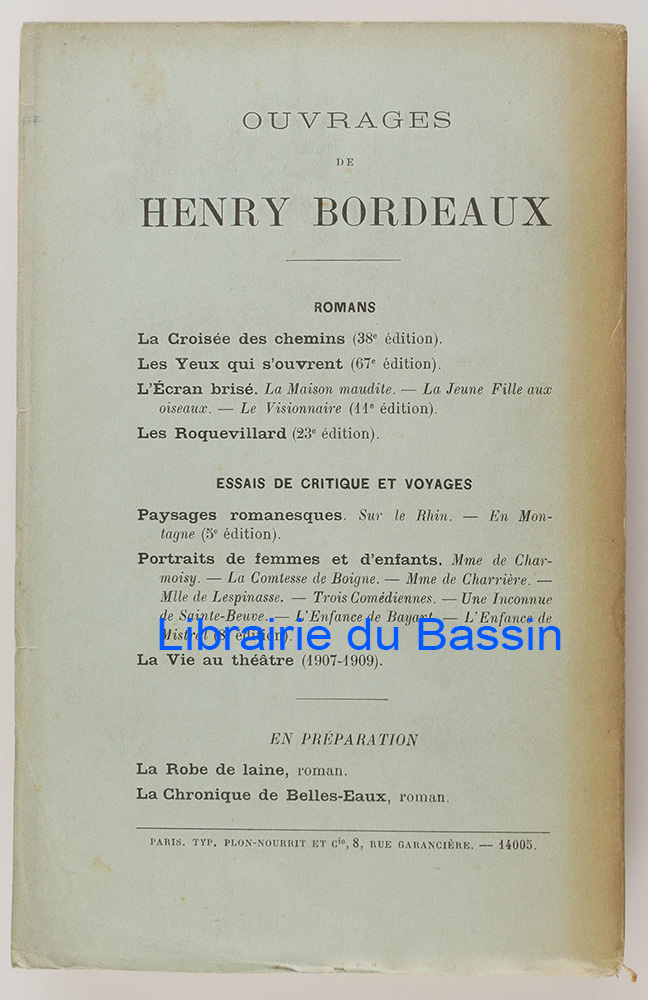 OUVRAGES
DE
HENRY BORDEAUX
ROMANS
La Croisée des chemins (38e édition).
Les Yeux qui s'ouvrent (67e édition).
L'Écran brisé. La Maison maudite. — La Jeune Fille aux
oiseaux. — Le Visionnaire (11e édition).
Les Roquevillard (23e édition).
ESSAIS DE CRITIQUE ET VOYAGES
Paysages romanesques. Sur le Rhin. — En Mon-
tagne (5e édition).
Portraits de femmes et d'enfants. Mme de Char-
moisy. — La Comtesse de Boigne. — Mme de Charrière. —
Mlle de Lespinasse. — Trois Comédiennes. — Une Inconnue
de Sainte-Beuve. — L'Enfance de Bayart. — L'Enfance de
Mistral édition).
Librairie du Bassin
La Vie au théâtre (1907-1909).
EN PRÉPARATION
La Robe de laine, roman.
La Chronique de Belles-Eaux, roman.
PARIS. TYP. PLON-NOURRIT ET Cie, 8, RUE GARANCIÈRE. — 14005.